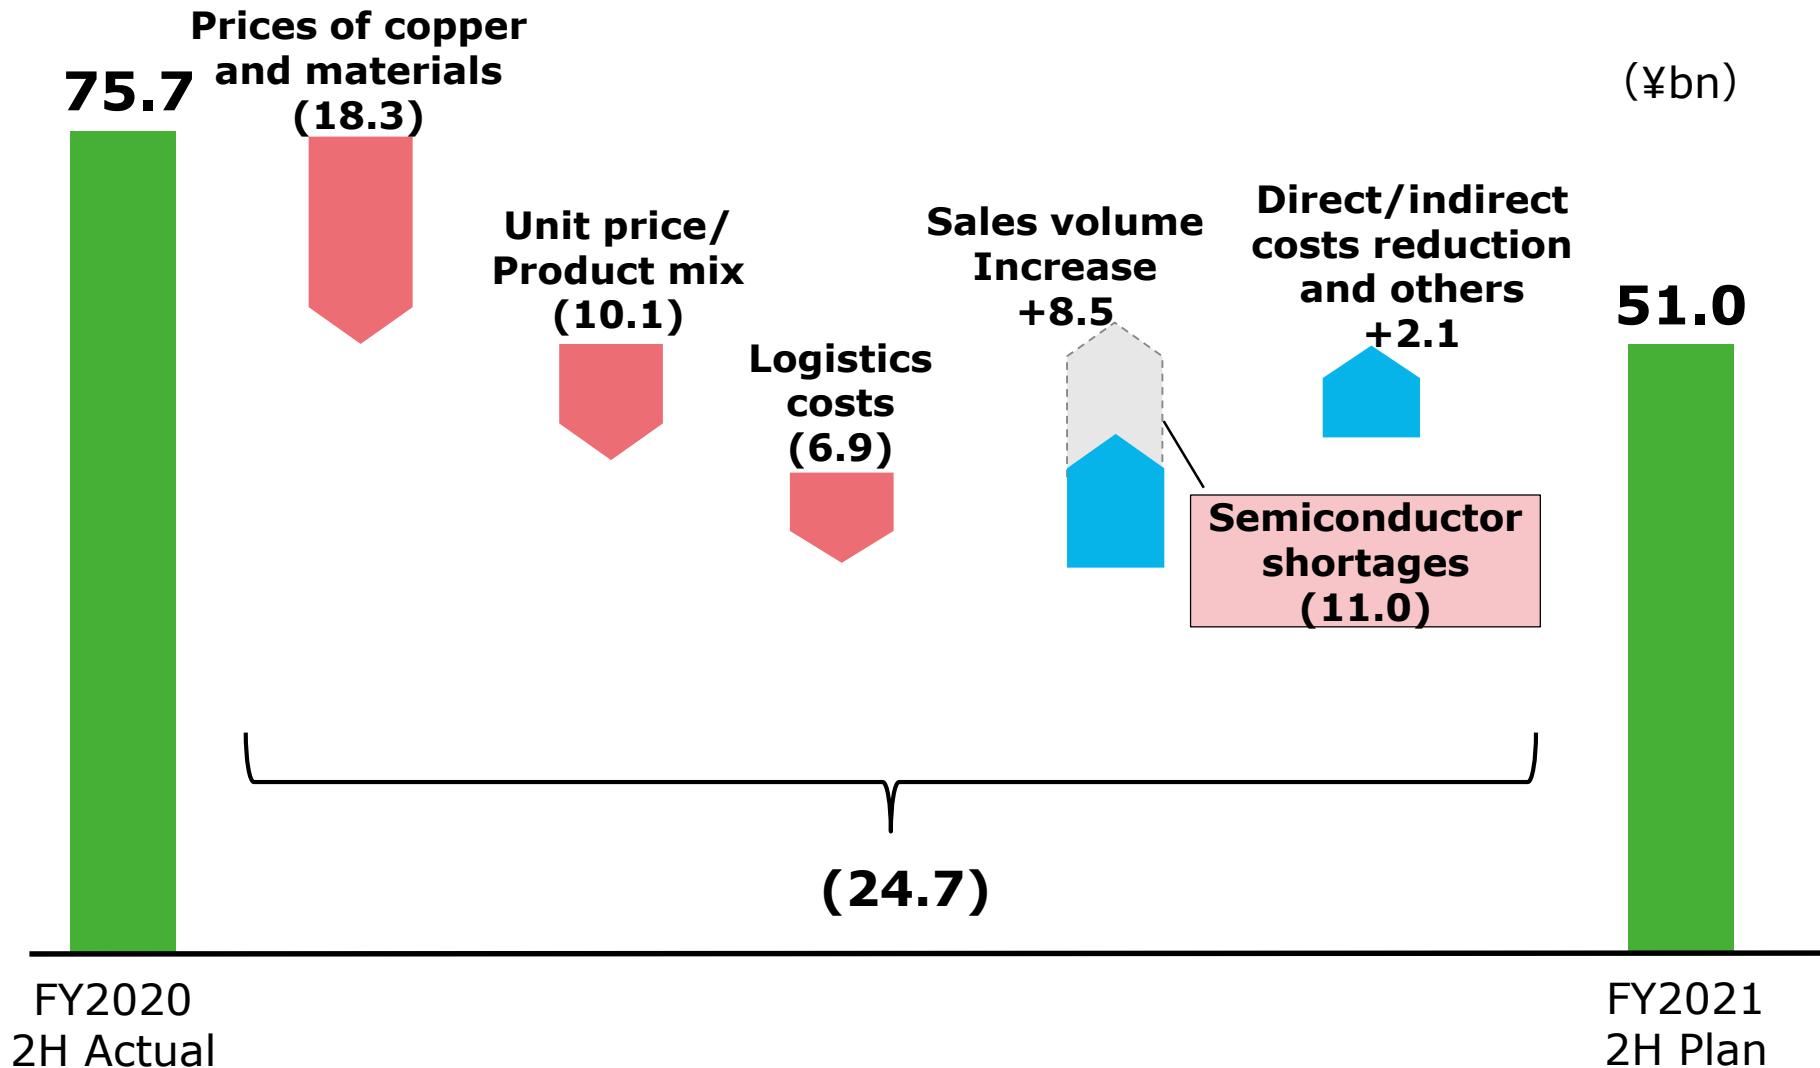 Prices of copper
and materials
(18.3)
75.7
（¥bn）
Unit price/
Product mix
(10.1)
Logistics
costs
(6.9)
Sales volume
Increase
+8.5
Direct/indirect
costs reduction
and others
+2.1
51.0
Semiconductor
shortages
(11.0)
(24.7)
FY2020
2H Actual
FY2021
2H Plan